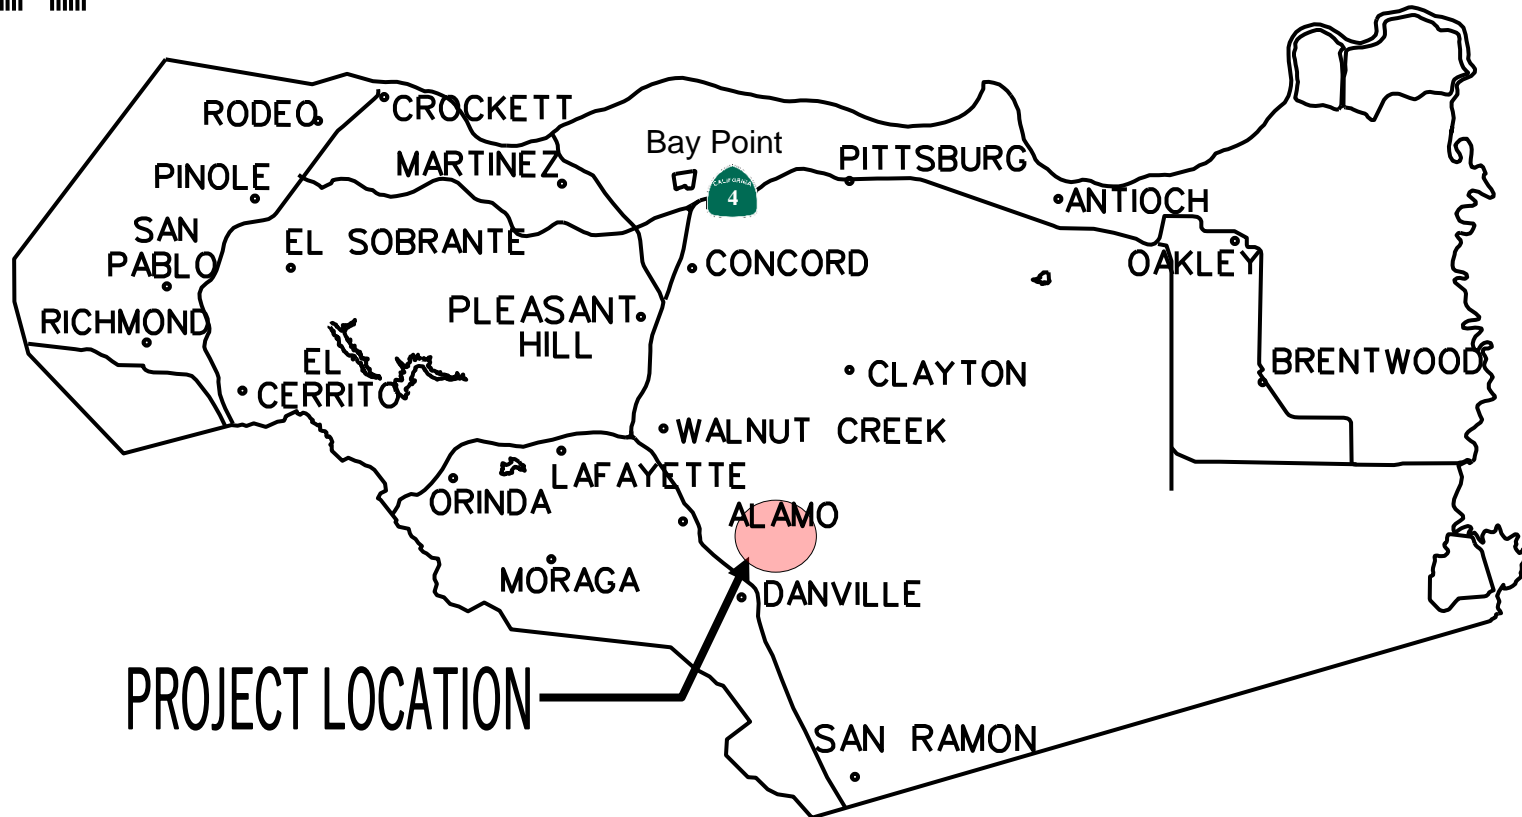 RODEO
CROCKETT
Bay Point
MARTINEZ
PITTSBURG
PINOLE
CALIFORNIA
4
ANTIOCH
SAN
PABLO
EL SOBRANTE
CONCORD
OAKLEY
PLEASANT
HILL
RICHMOND
EL
CERRITO
CLAYTON
BRENTWOOD
WALNUT CREEK
LAFAYETTE
ORINDA
ALAMO
MORAGA
DANVILLE
PROJECT LOCATION
SAN RAMON